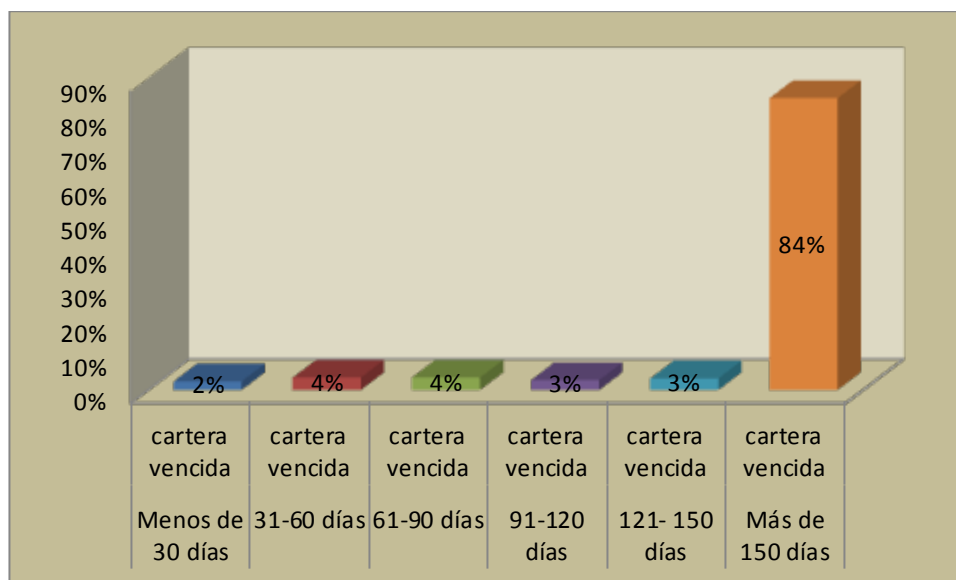 90%
80%
70%
60%
50%
40%
30%
20%
10%
0%
2%
4%
4%
3%
3%
84%
cartera
vencida
cartera
vencida
cartera
vencida
cartera
vencida
cartera
vencida
cartera
vencida
Menos de
30 días
31-60 días
61-90 días
91-120
días
121- 150
días
Más de
150 días